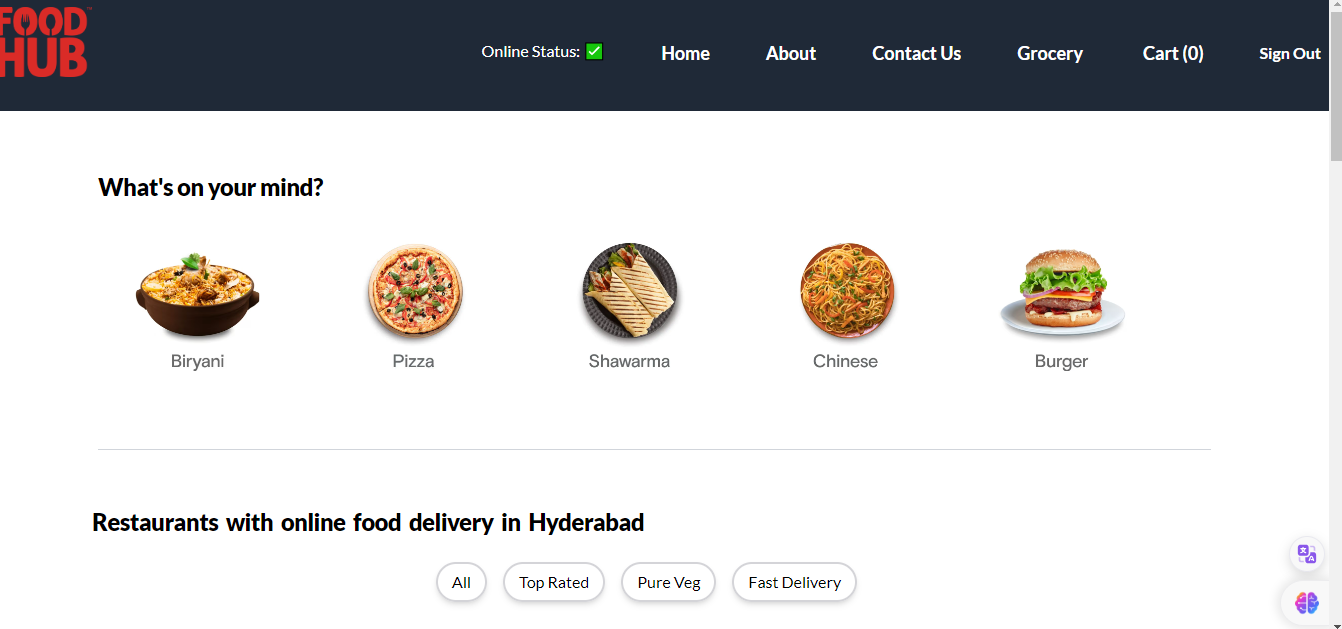 FOOD
HUB
Online Status: ✅ Home About Contact Us Grocery Cart (0) Sign Out
What's on your mind?
Biryani Pizza Shawarma Chinese Burger
Restaurants with online food delivery in Hyderabad
All Top Rated Pure Veg Fast Delivery